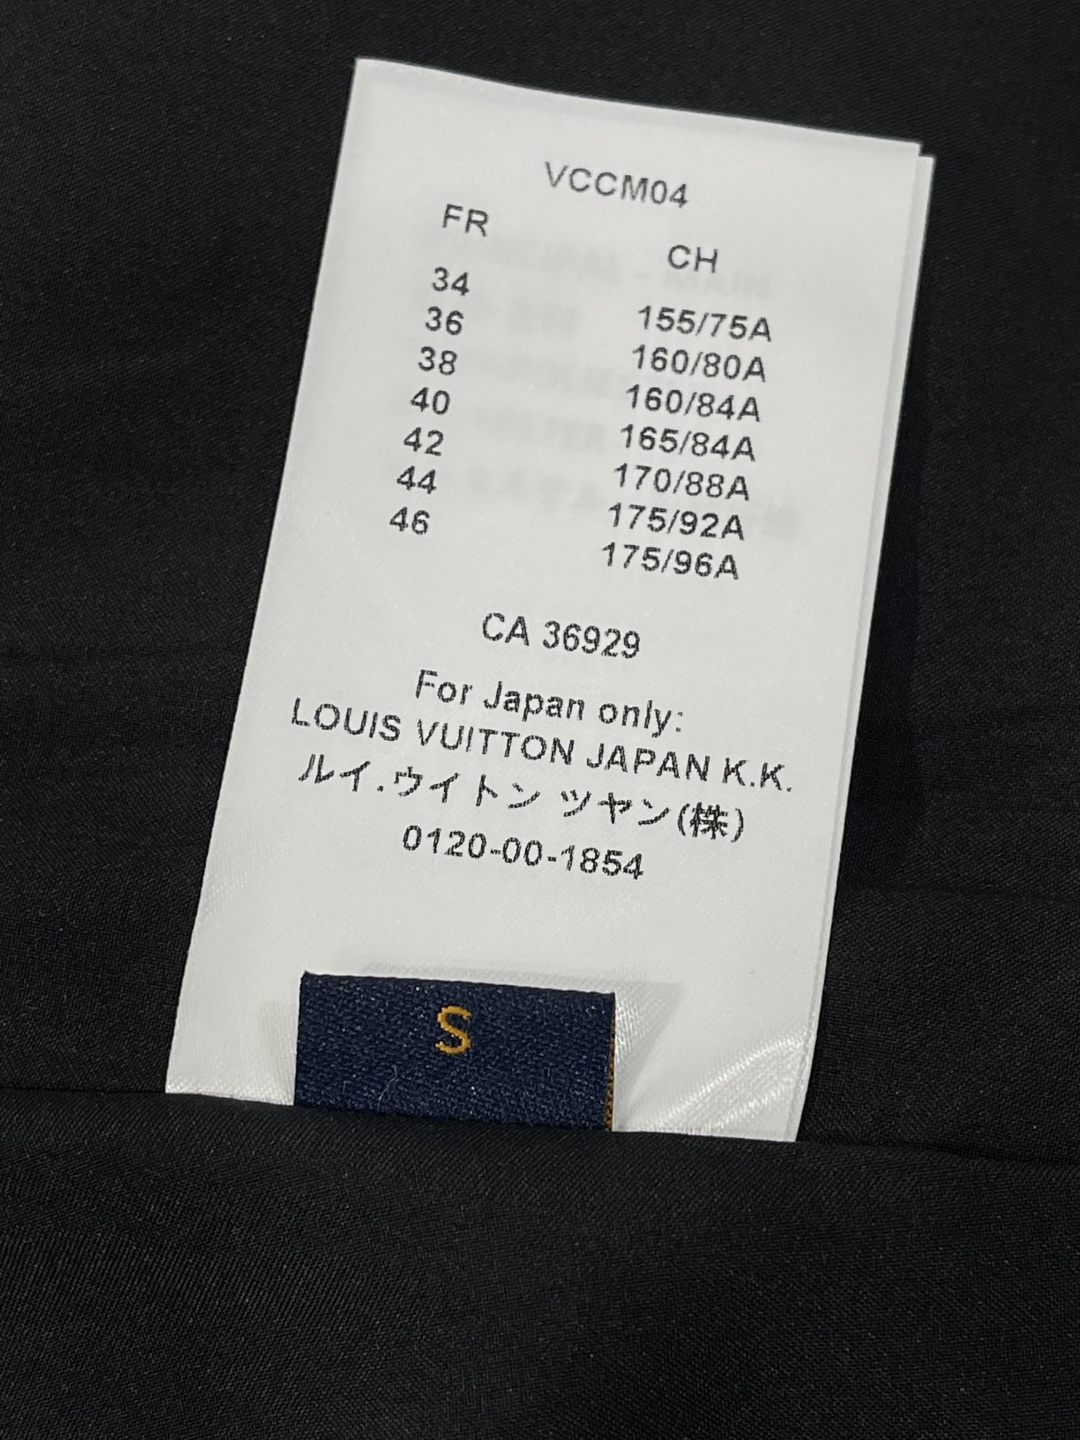 VCCM04
FR CH
34 155/75A
36 160/80A
38 160/84A
40 165/84A
42 170/88A
44 175/92A
46 175/96A
CA 36929
For Japan only:
LOUIS VUITTON JAPAN K.K.
ルイ.ウイトン ツヤン(株)
0120-00-1854
S